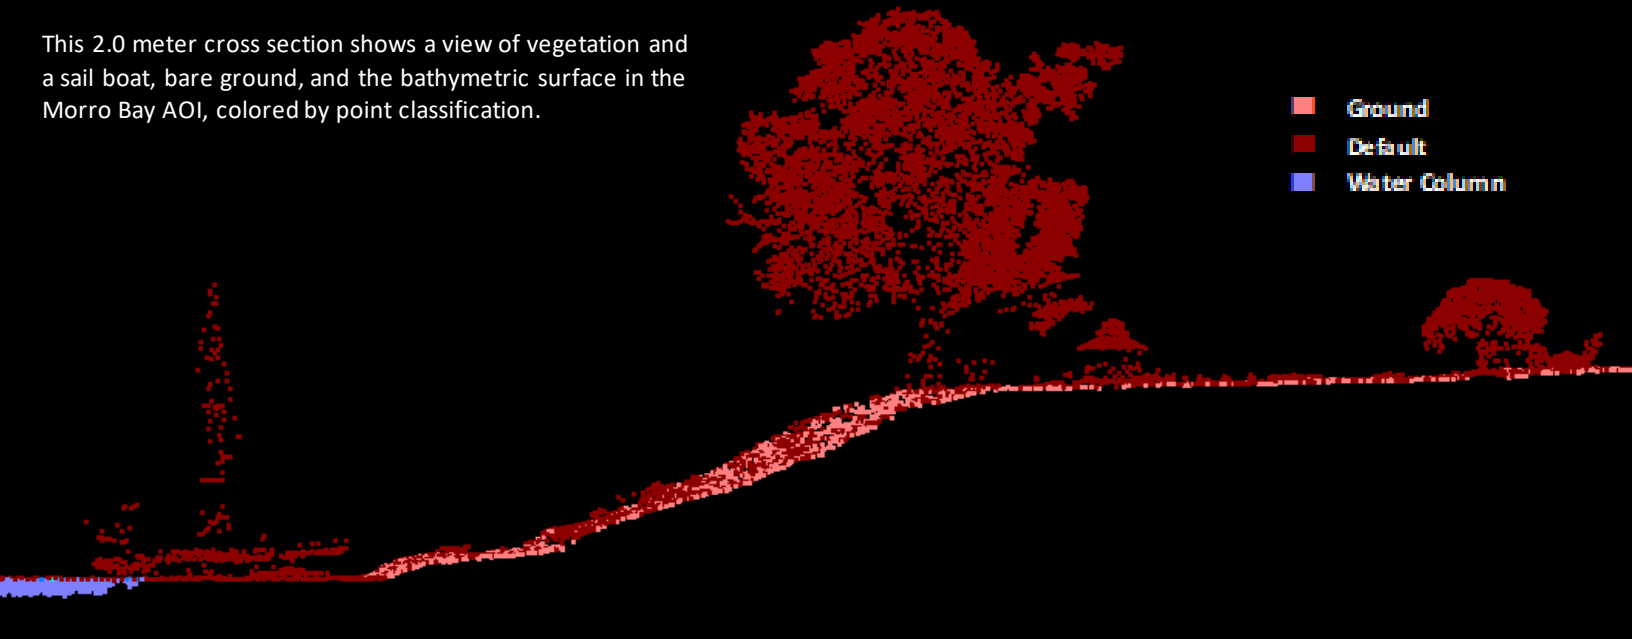 This 2.0 meter cross section shows a view of vegetation and
a sail boat, bare ground, and the bathymetric surface in the
Morro Bay AOI, colored by point classification.
Ground
Default
Water Column